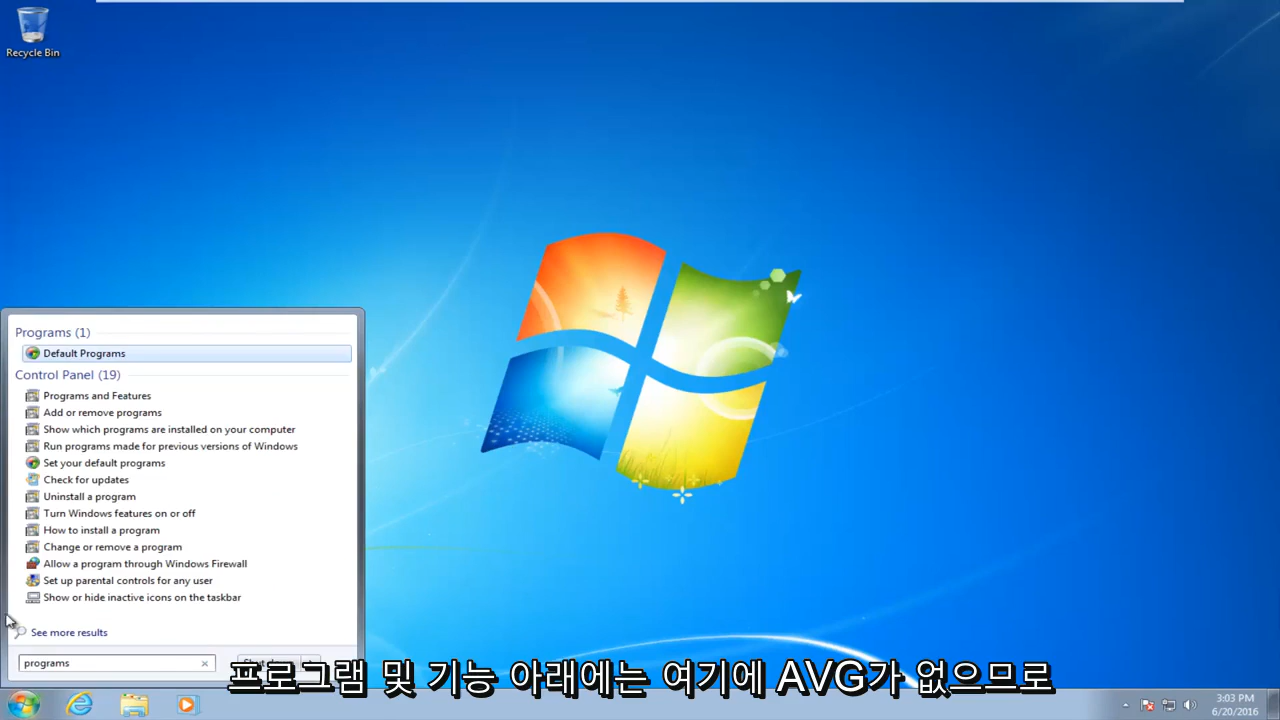 Recycle Bin
Programs (1)
Default Programs
Control Panel (19)
Programs and Features
Add or remove programs
Show which programs are installed on your computer
Run programs made for previous versions of Windows
Set your default programs
Check for updates
Uninstall a program
Turn Windows features on or off
How to install a program
Change or remove a program
Allow a program through Windows Firewall
Set up parental controls for any user
Show or hide inactive icons on the taskbar
See more results
programs
프로그램 및 기능 아래에는 여기에 AVG가 없으므로
3:03 PM
6/20/2016